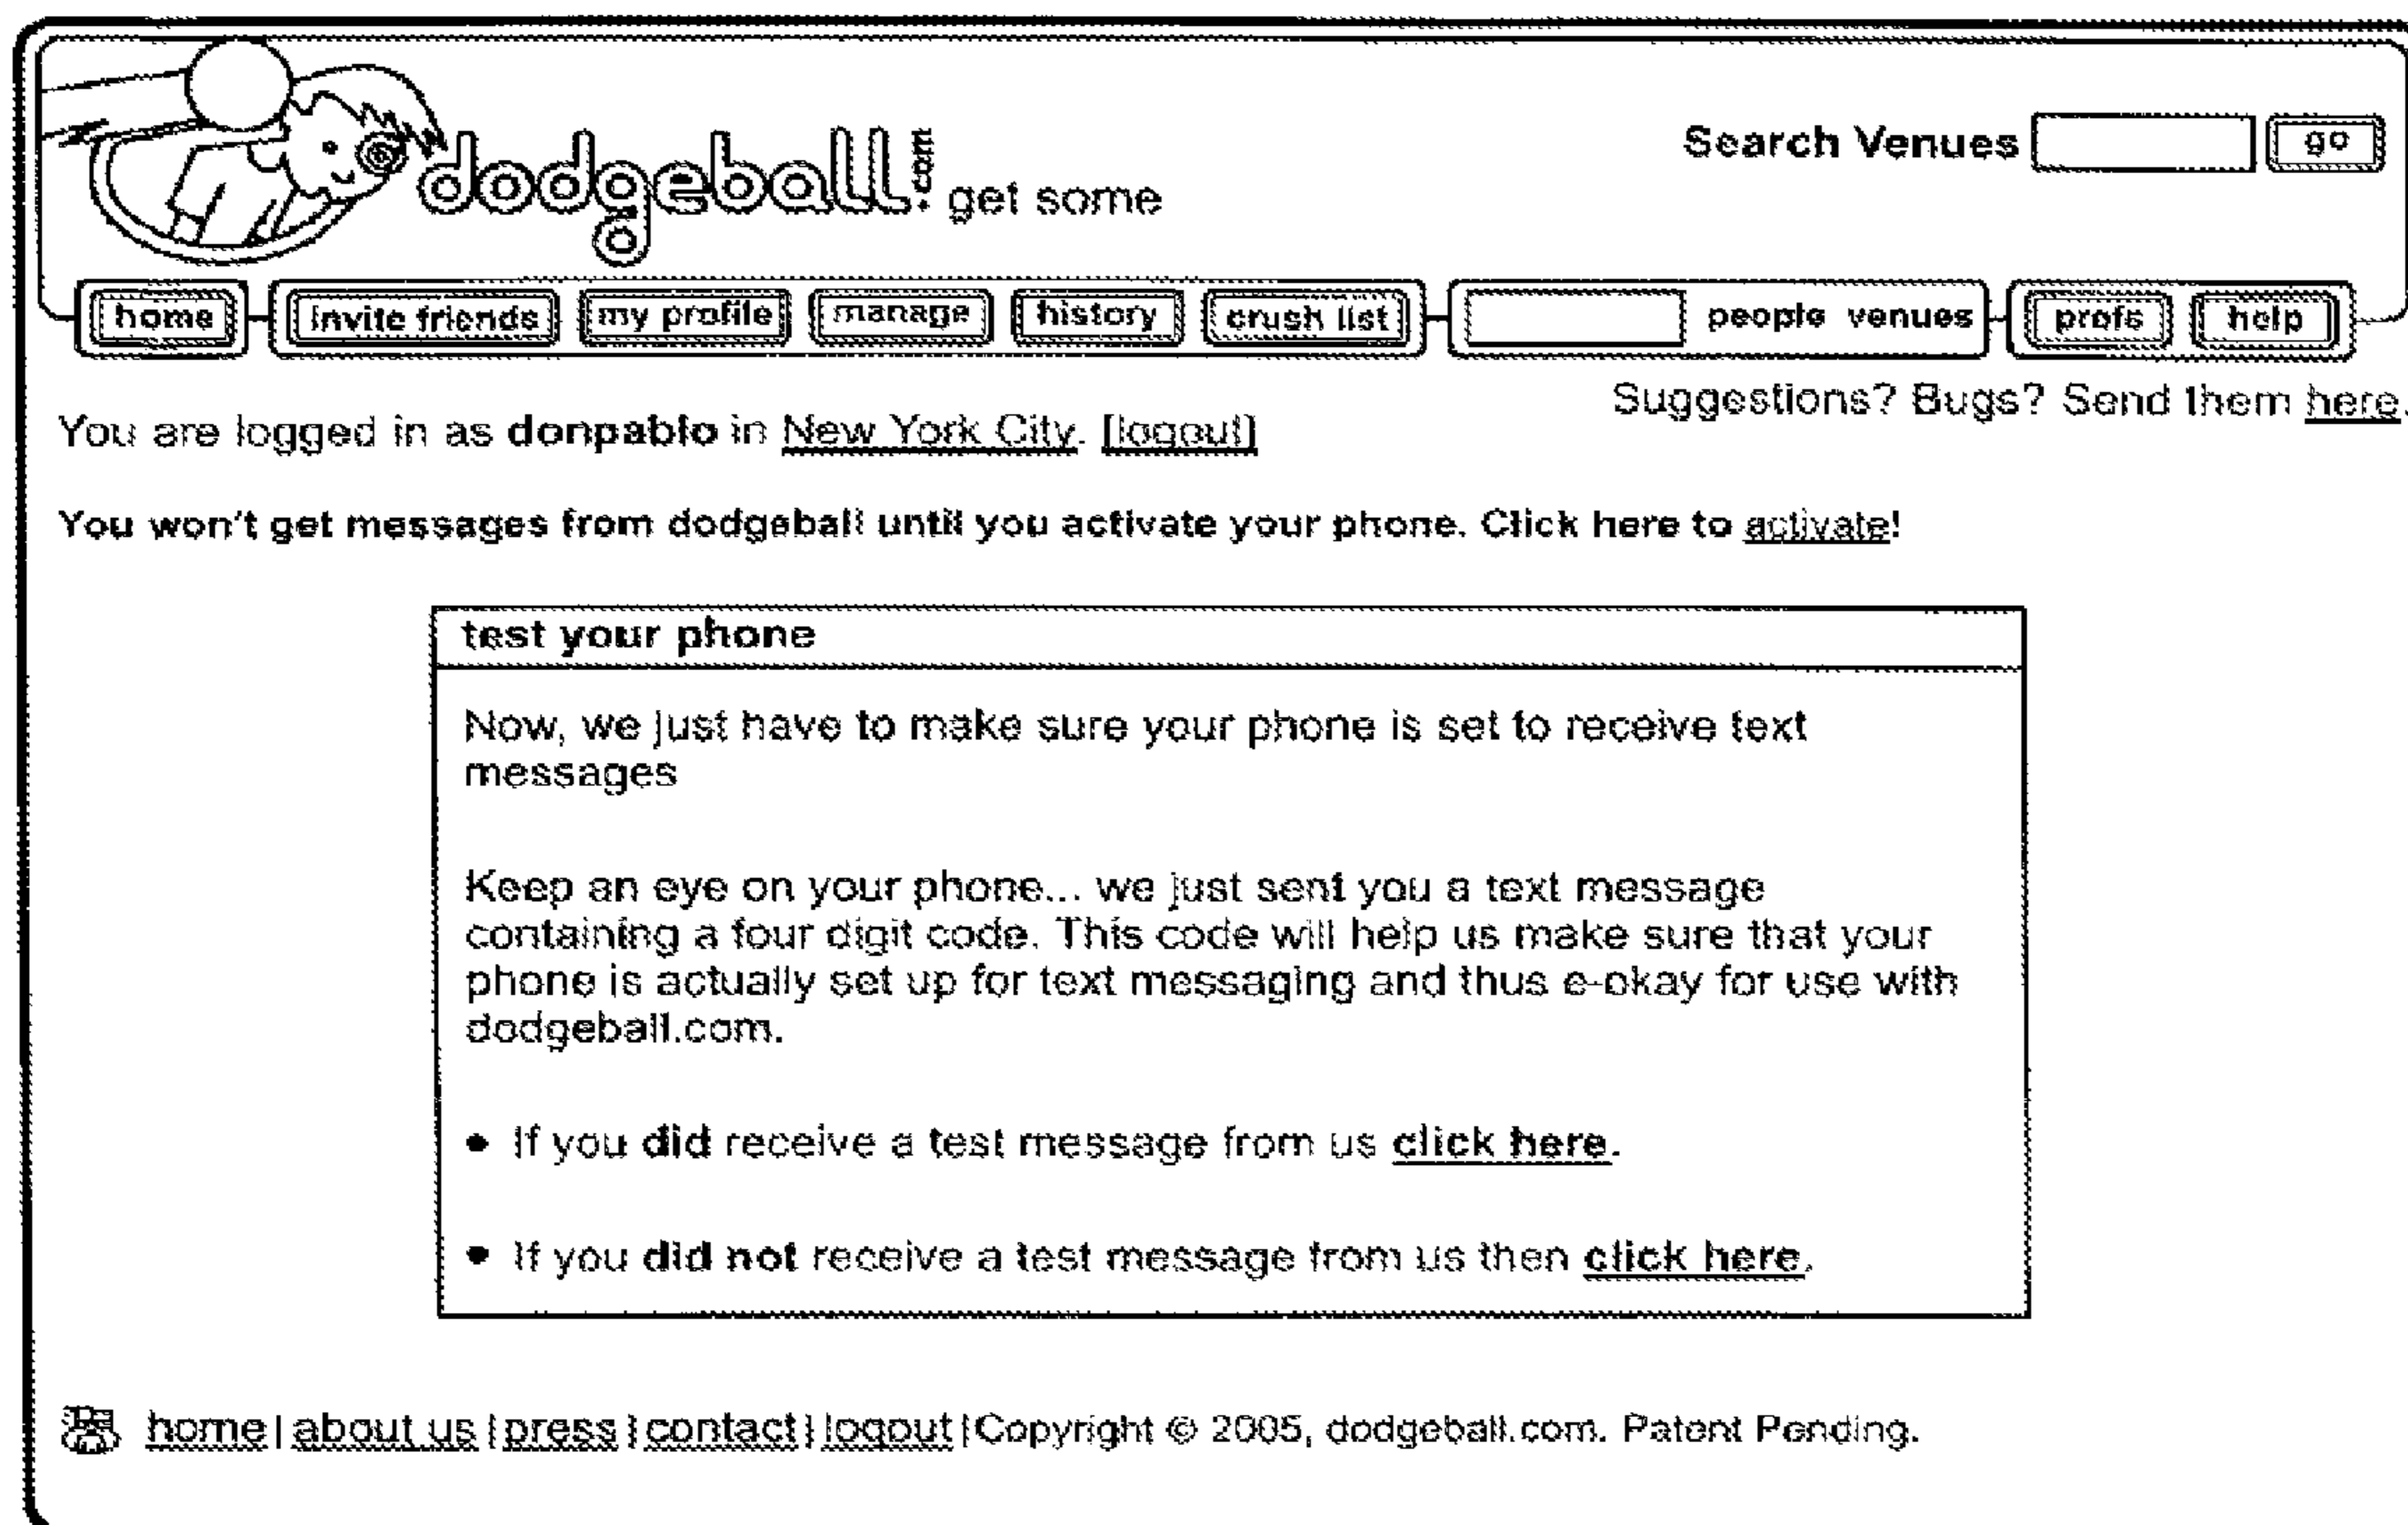 dodgeball.com get some
Search Venues go
home invite friends my profile manage history crush list people venues profs help
Suggestions? Bugs? Send them here.
You are logged in as donpablo in New York City. [logout]
You won't get messages from dodgeball until you activate your phone. Click here to activate!
test your phone
Now, we just have to make sure your phone is set to receive text
messages
Keep an eye on your phone... we just sent you a text message
containing a four digit code. This code will help us make sure that your
phone is actually set up for text messaging and thus e-okay for use with
dodgeball.com.
• If you did receive a test message from us click here.
• If you did not receive a test message from us then click here.
home | about us | press | contact | logout | Copyright © 2005, dodgeball.com. Patent Pending.